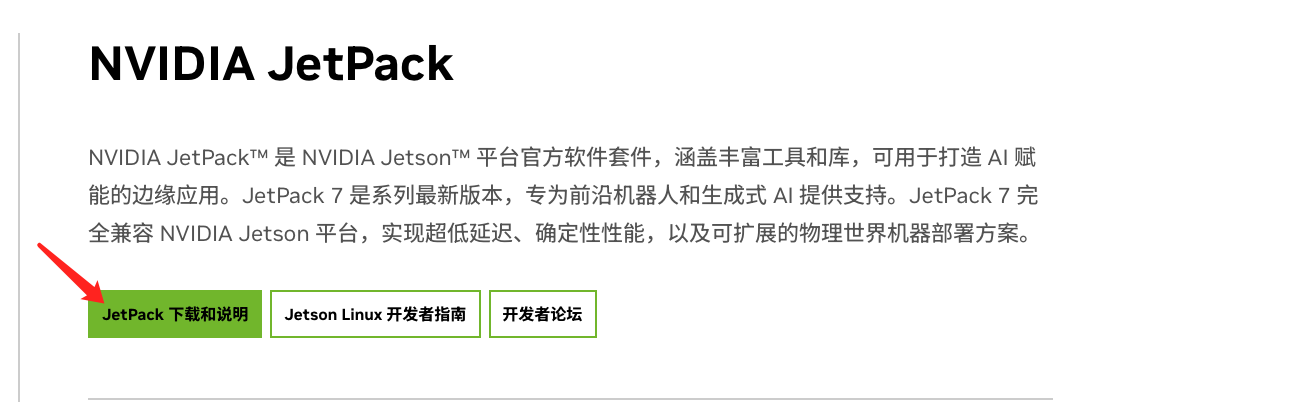 NVIDIA JetPack
NVIDIA JetPack™ 是 NVIDIA Jetson™ 平台官方软件套件，涵盖丰富工具和库，可用于打造 AI 赋
能的边缘应用。JetPack 7 是系列最新版本，专为前沿机器人和生成式 AI 提供支持。JetPack 7 完
全兼容 NVIDIA Jetson 平台，实现超低延迟、确定性性能，以及可扩展的物理世界机器部署方案。
JetPack 下载和说明
Jetson Linux 开发者指南
开发者论坛